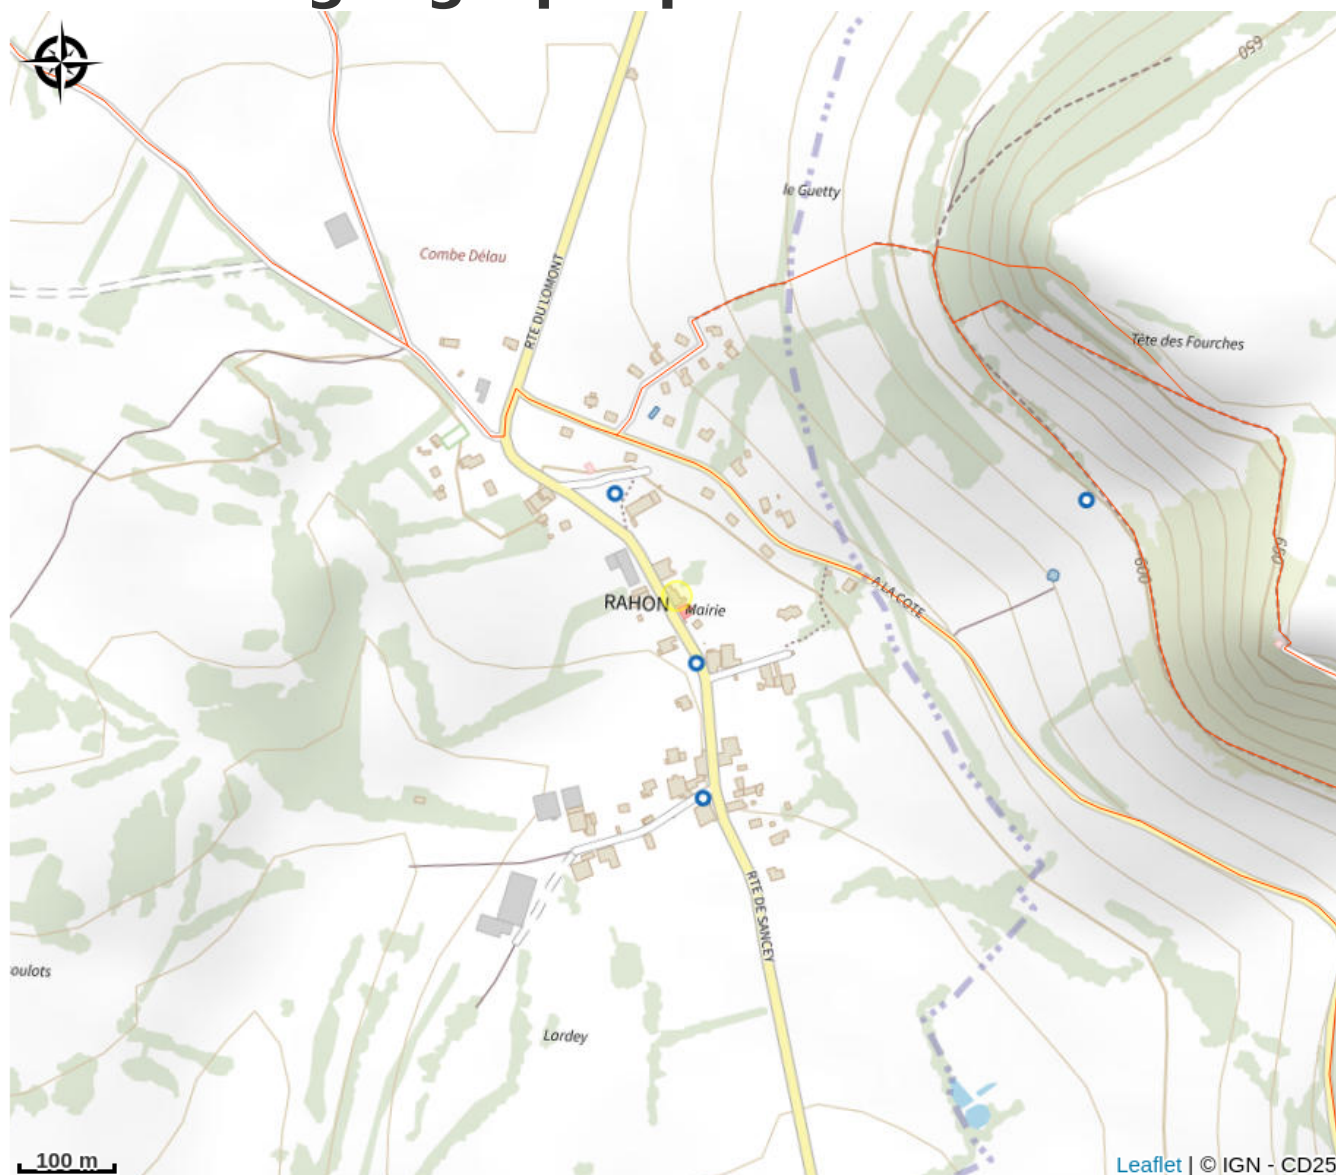 650
le Guetty
Combe Délau
RTE DU LOMONT
Tète des Fourches
A LA COTE
650
600
RAHON
Mairie
RTE DE SANCEY
oulots
Lordey
100 m
Leaflet | © IGN - CD25